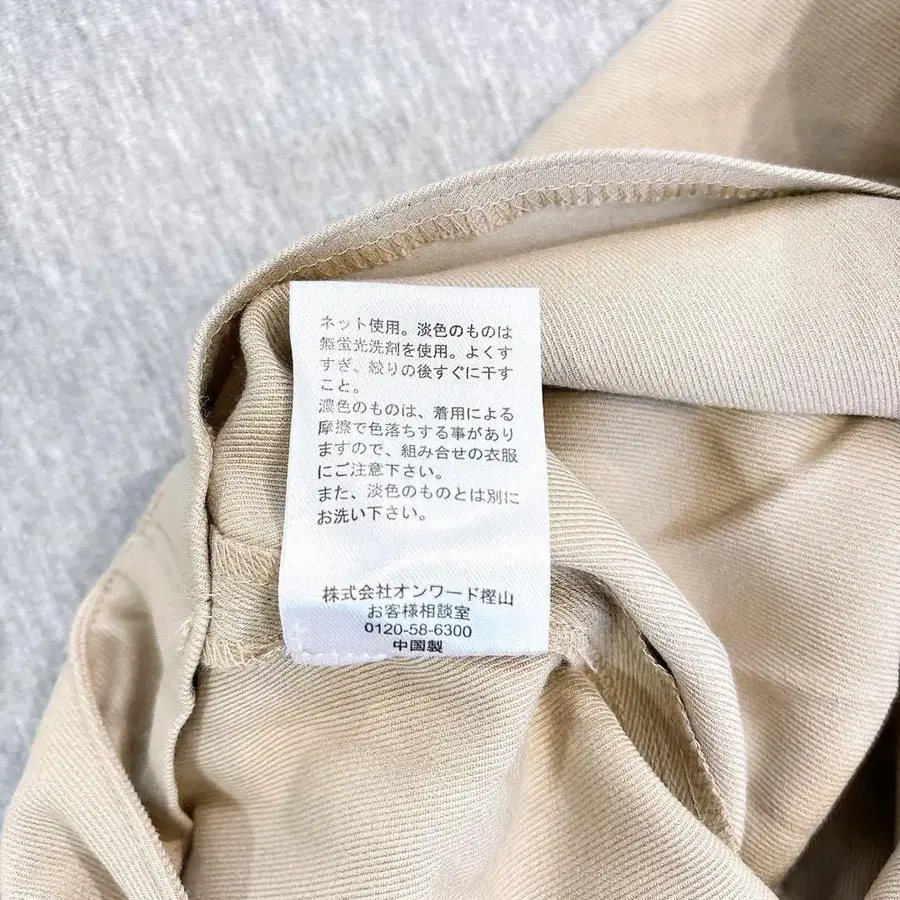 ネット使用。淡色のものは
無蛍光洗剤を使用。よくす
すぎ、絞りの後すぐに干す
こと。
濃色のものは、着用による
摩擦で色落ちする事があり
ますので、組み合せの衣服
にご注意下さい。
また、淡色のものとは別に
お洗い下さい。
株式会社オンワード樫山
お客様相談室
0120-58-6300
中国製